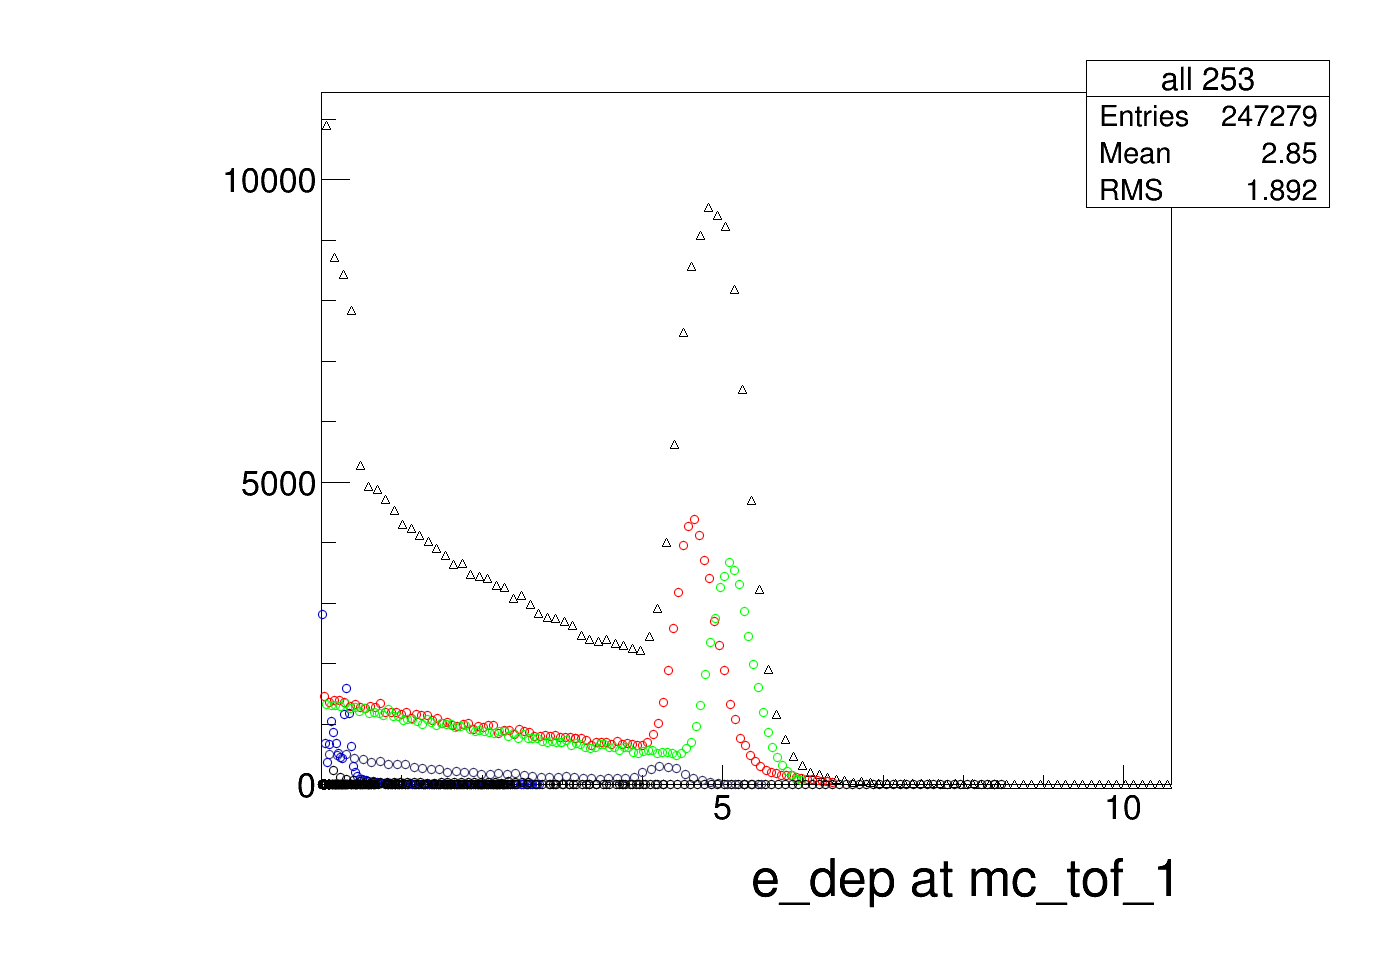 all 253
Entries 247279
Mean 2.85
RMS 1.892
10000
5000
0
5 10
e_dep at mc_tof_1